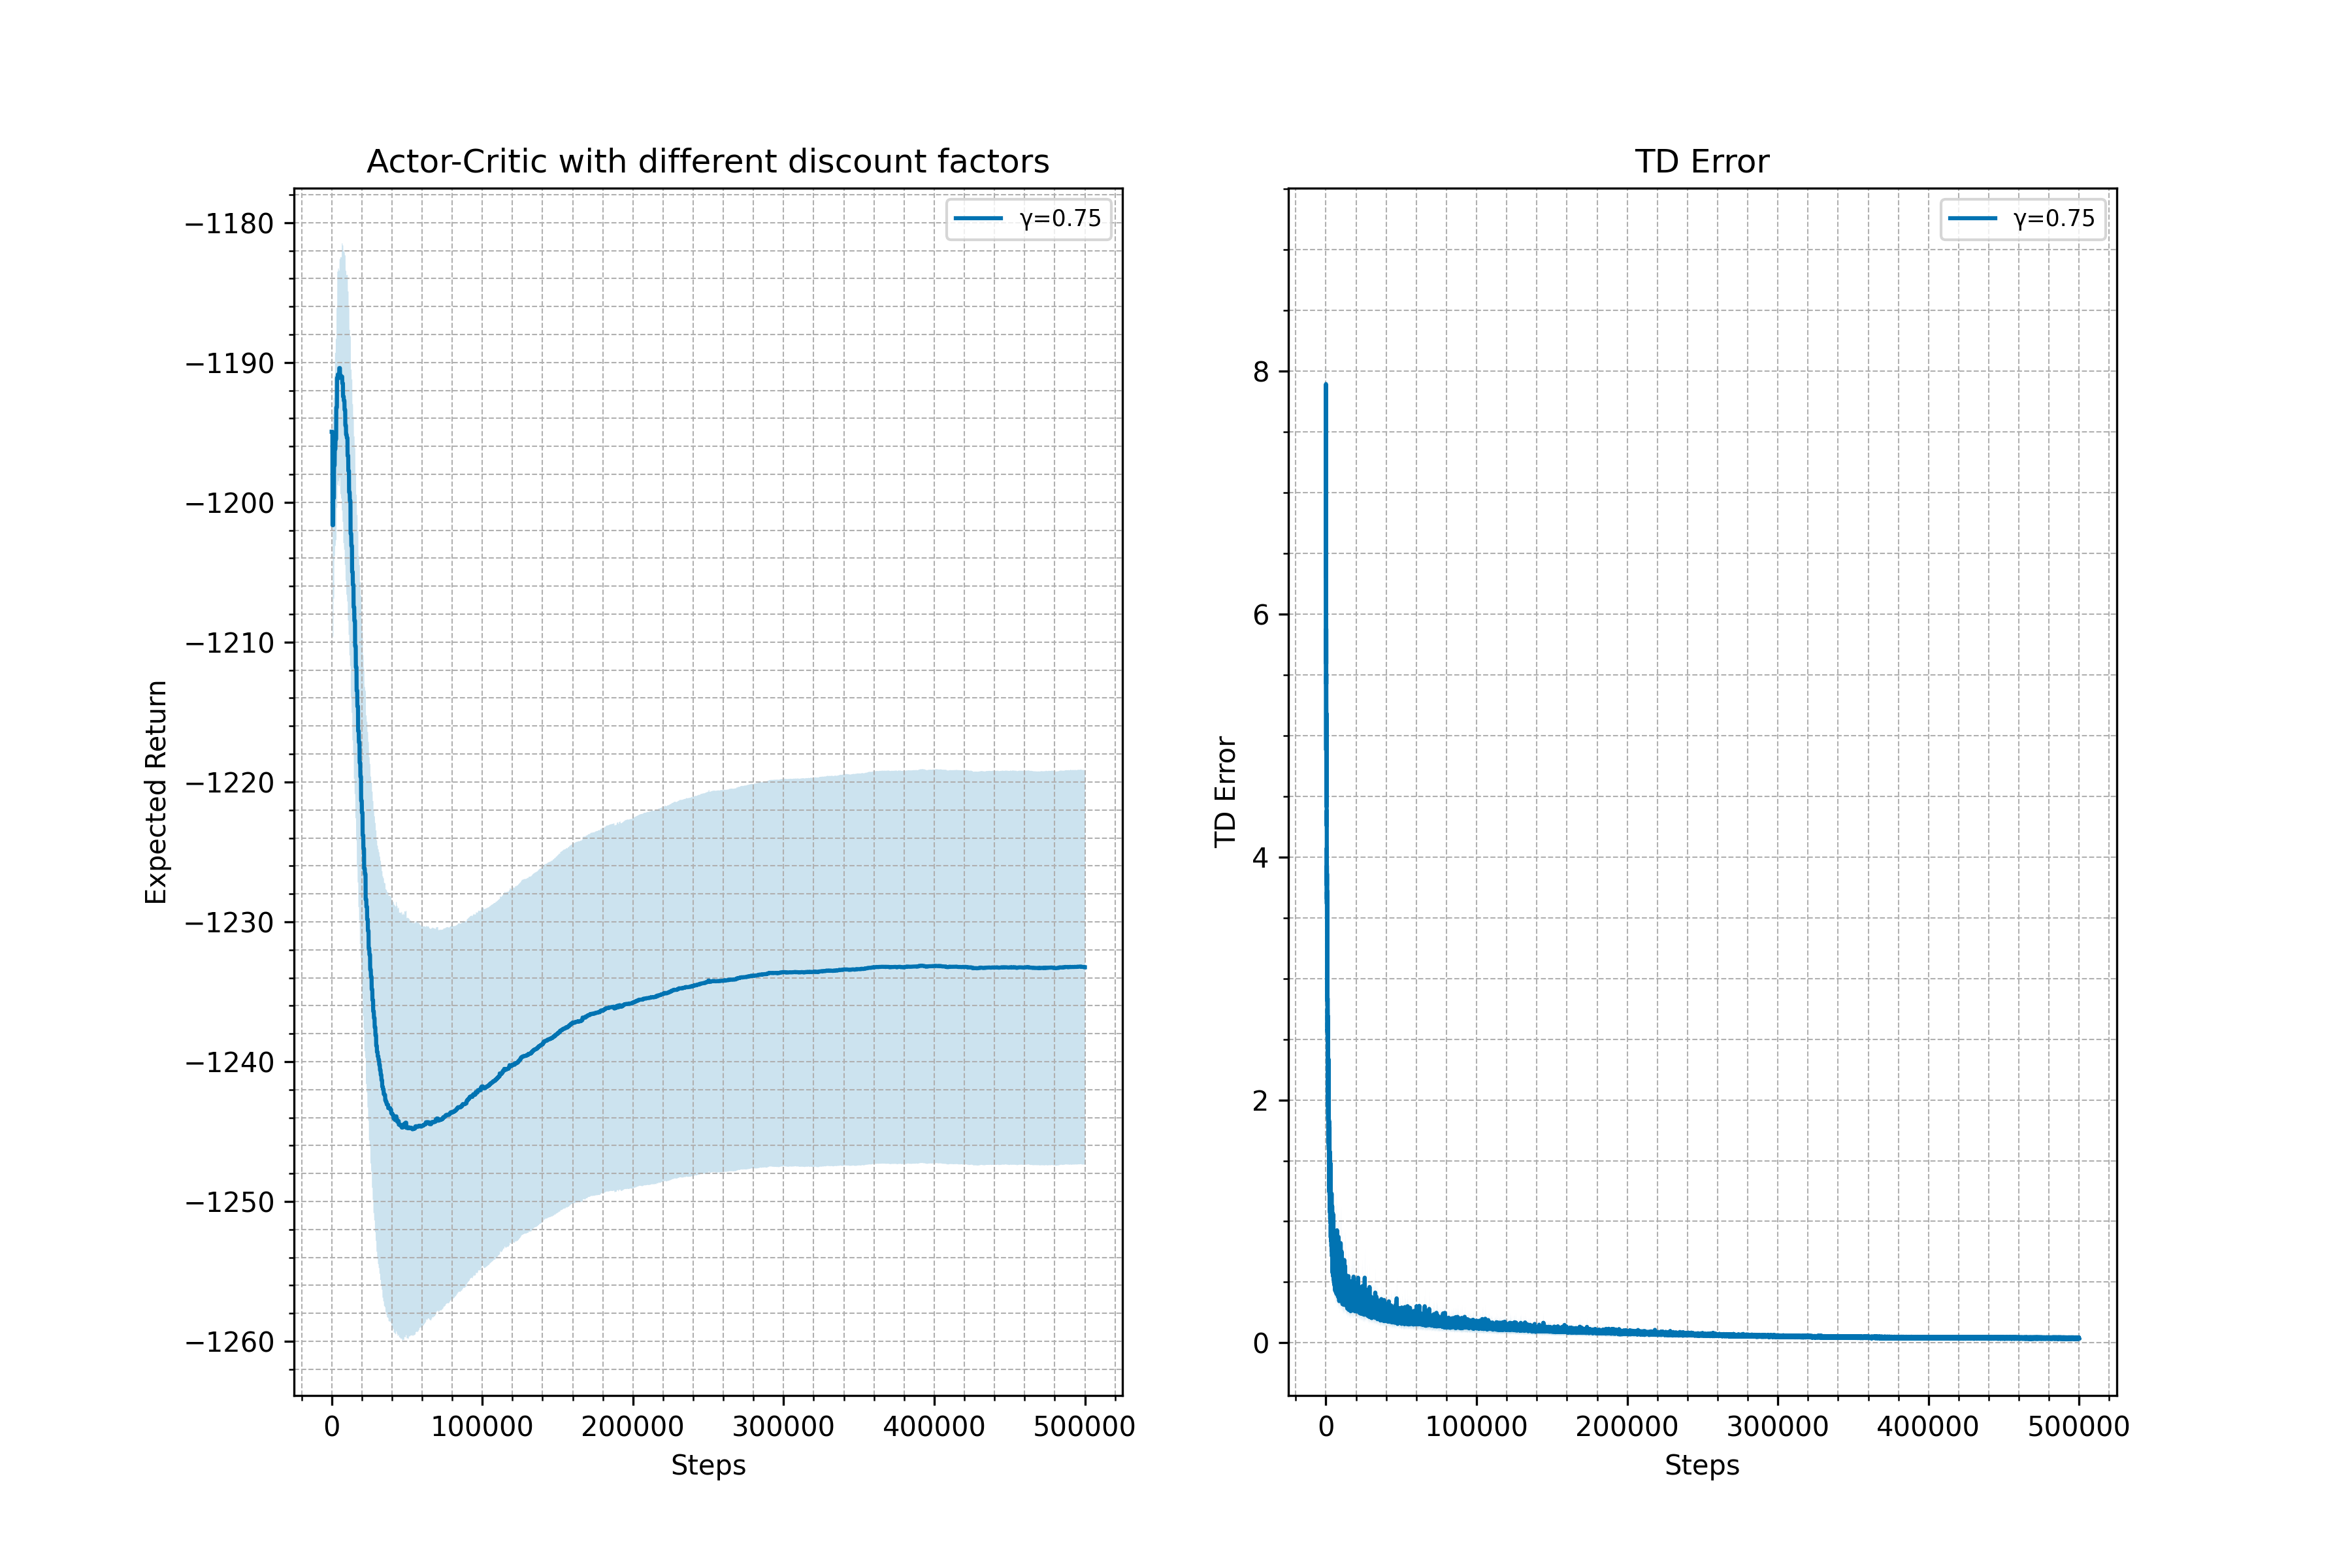 Actor-Critic with different discount factors
γ=0.75
Expected Return
−1180
−1190
−1200
−1210
−1220
−1230
−1240
−1250
−1260
0 100000 200000 300000 400000 500000
Steps
TD Error
γ=0.75
TD Error
8
6
4
2
0
0 100000 200000 300000 400000 500000
Steps